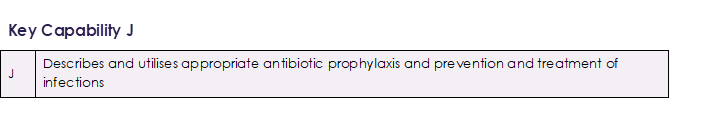 Key Capability J
J
Describes and utilises appropriate antibiotic prophylaxis and prevention and treatment of
infections